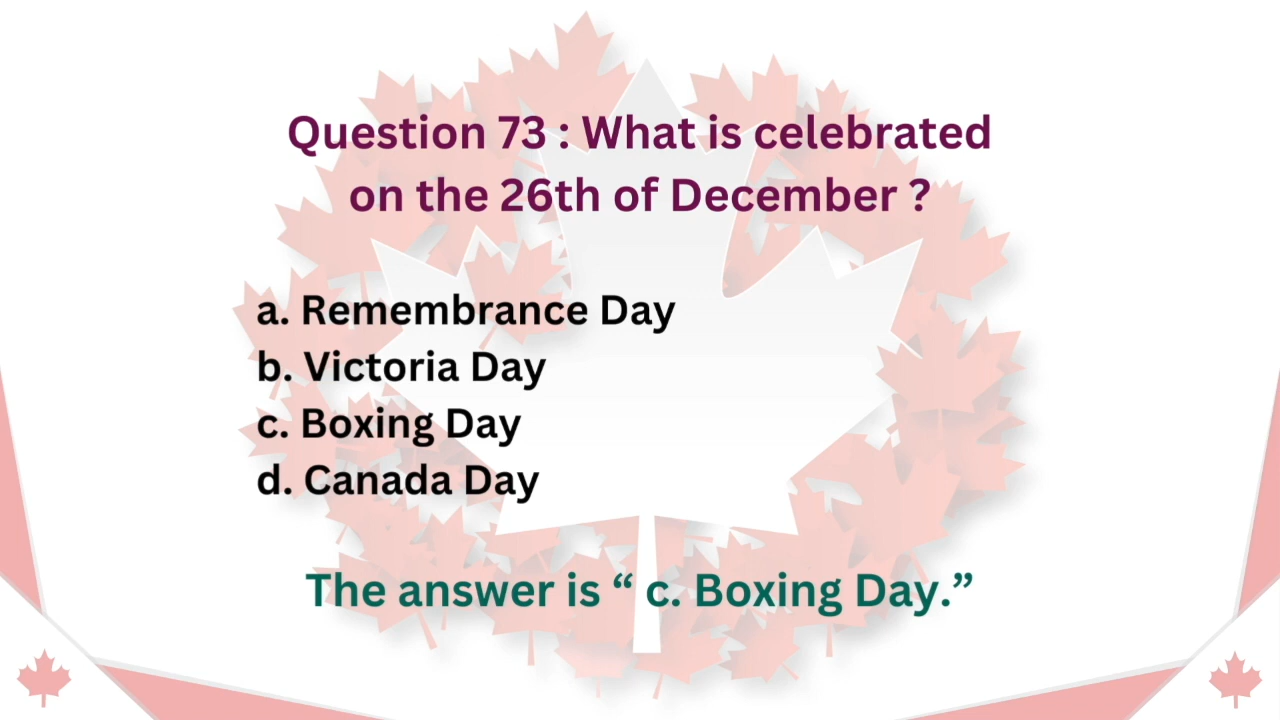 Question 73 : What is celebrated
on the 26th of December ?
a. Remembrance Day
b. Victoria Day
c. Boxing Day
d. Canada Day
The answer is “ c. Boxing Day.”